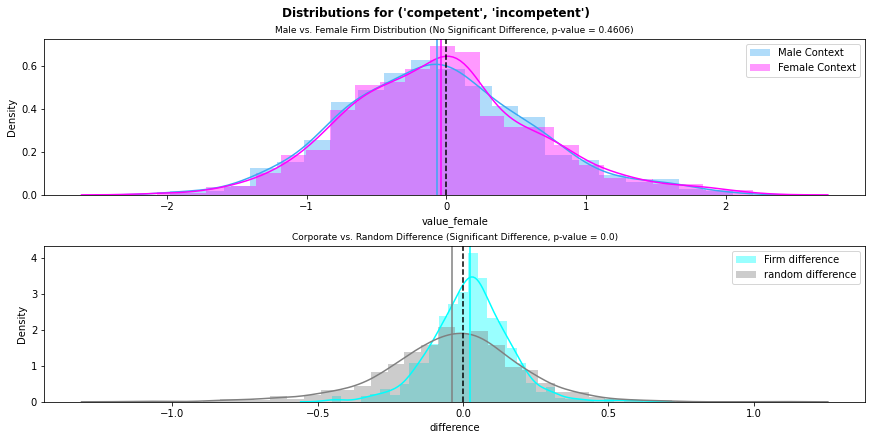 Distributions for ('competent', 'incompetent')
Male vs. Female Firm Distribution (No Significant Difference, p-value = 0.4606)
Male Context
Female Context
0.6
0.4
0.2
0.0
Density
−2
−1
0
1
2
value_female
Corporate vs. Random Difference (Significant Difference, p-value = 0.0)
Firm difference
random difference
4
3
2
1
0
Density
−1.0
−0.5
0.0
0.5
1.0
difference